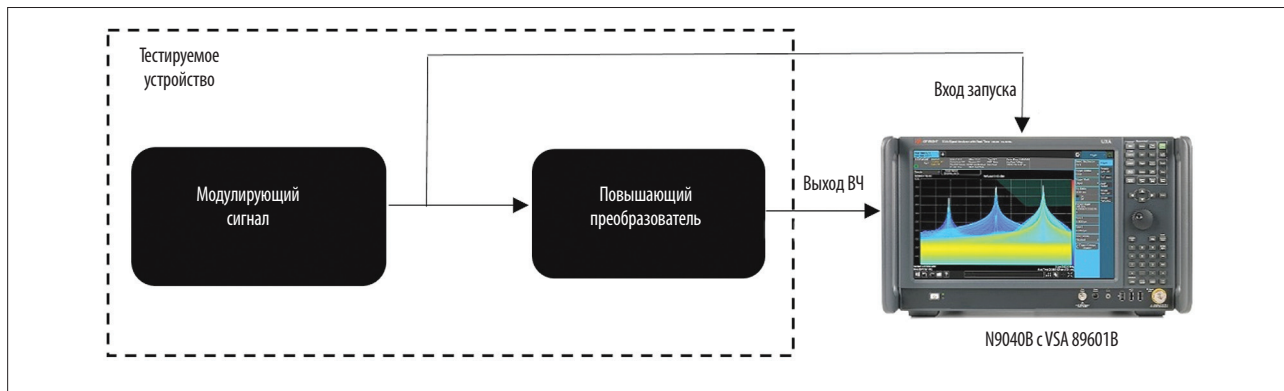 Тестируемое
устройство
Вход запуска
Модулирующий
сигнал
Повышающий
преобразователь
Выход ВЧ
N9040B с VSA 89601B